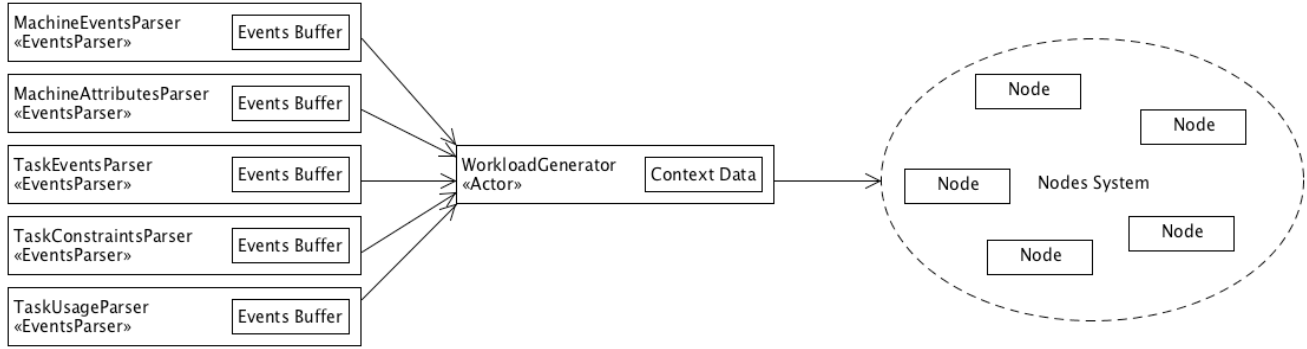 MachineEventsParser
«EventsParser»
Events Buffer
MachineAttributesParser
«EventsParser»
Events Buffer
TaskEventsParser
«EventsParser»
Events Buffer
TaskConstraintsParser
«EventsParser»
Events Buffer
TaskUsageParser
«EventsParser»
Events Buffer
WorkloadGenerator
«Actor»
Context Data
Node
Node
Node
Nodes System
Node
Node